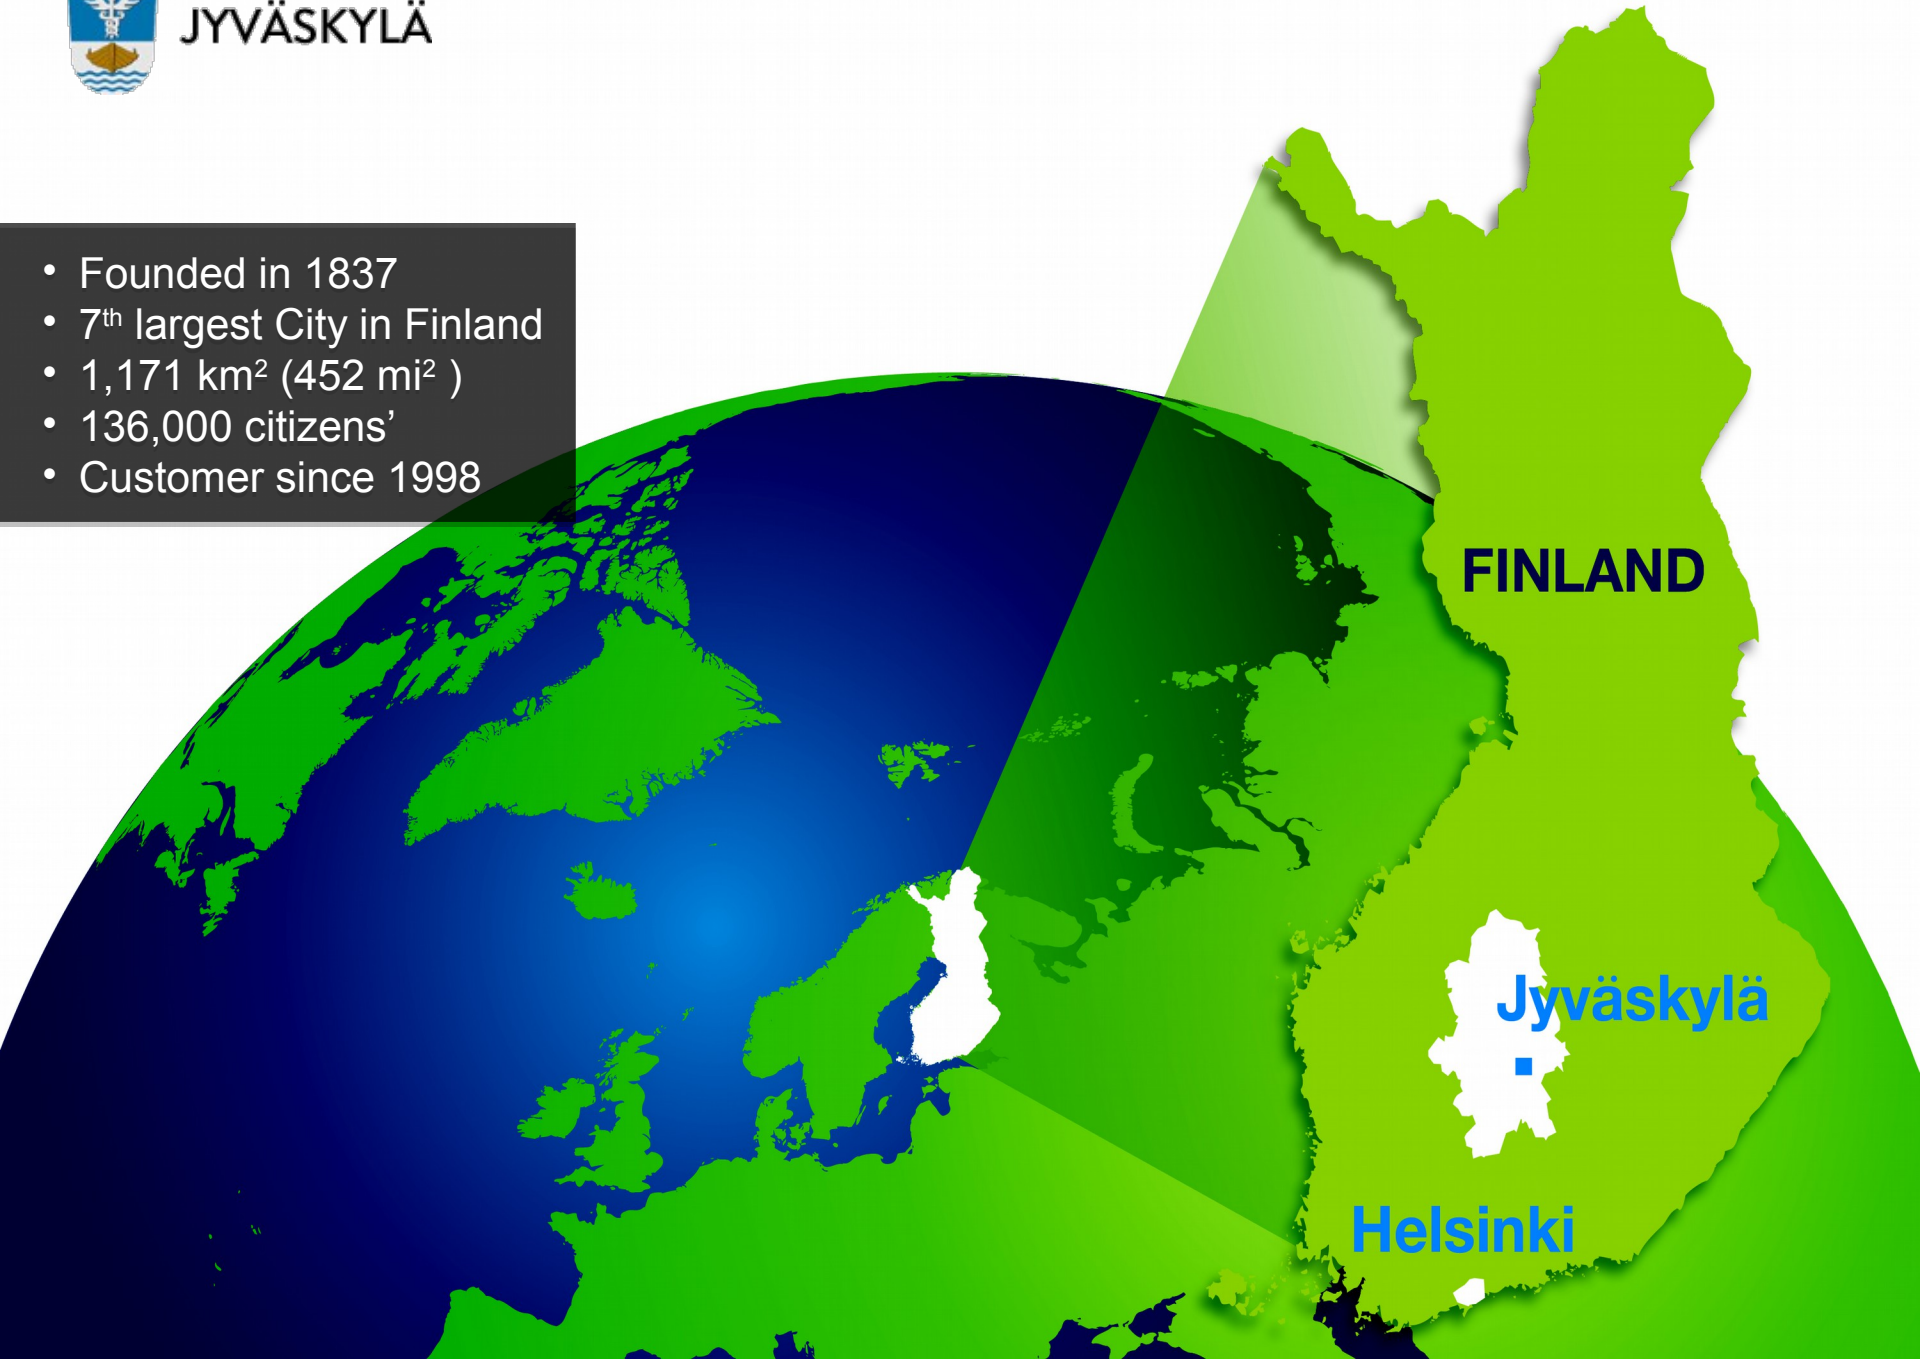 JYVÄSKYLÄ
• Founded in 1837
• 7th largest City in Finland
• 1,171 km² (452 mi² )
• 136,000 citizens’
• Customer since 1998
FINLAND
Jyväskylä
Helsinki